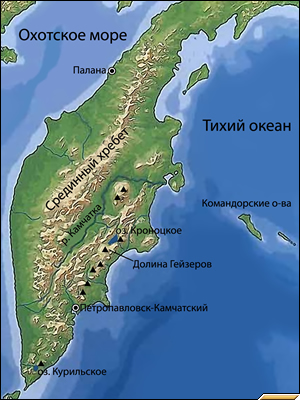 Охотское море
Палана
Тихий океан
Срединный хребет
р. Камчатка
Командорские о-ва
оз. Кроноцкое
Долина Гейзеров
Петропавловск-Камчатский
оз. Курильское